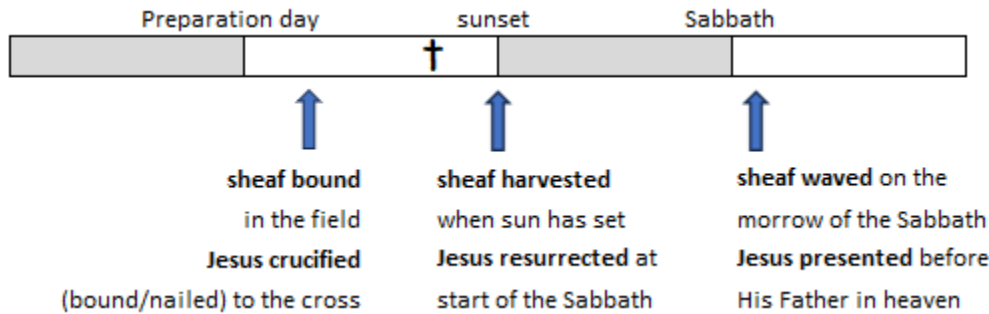 Preparation day sunset Sabbath
sheaf bound
in the field
Jesus crucified
(bound/nailed) to the cross
sheaf harvested
when sun has set
Jesus resurrected at
start of the Sabbath
sheaf waved on the
morrow of the Sabbath
Jesus presented before
His Father in heaven